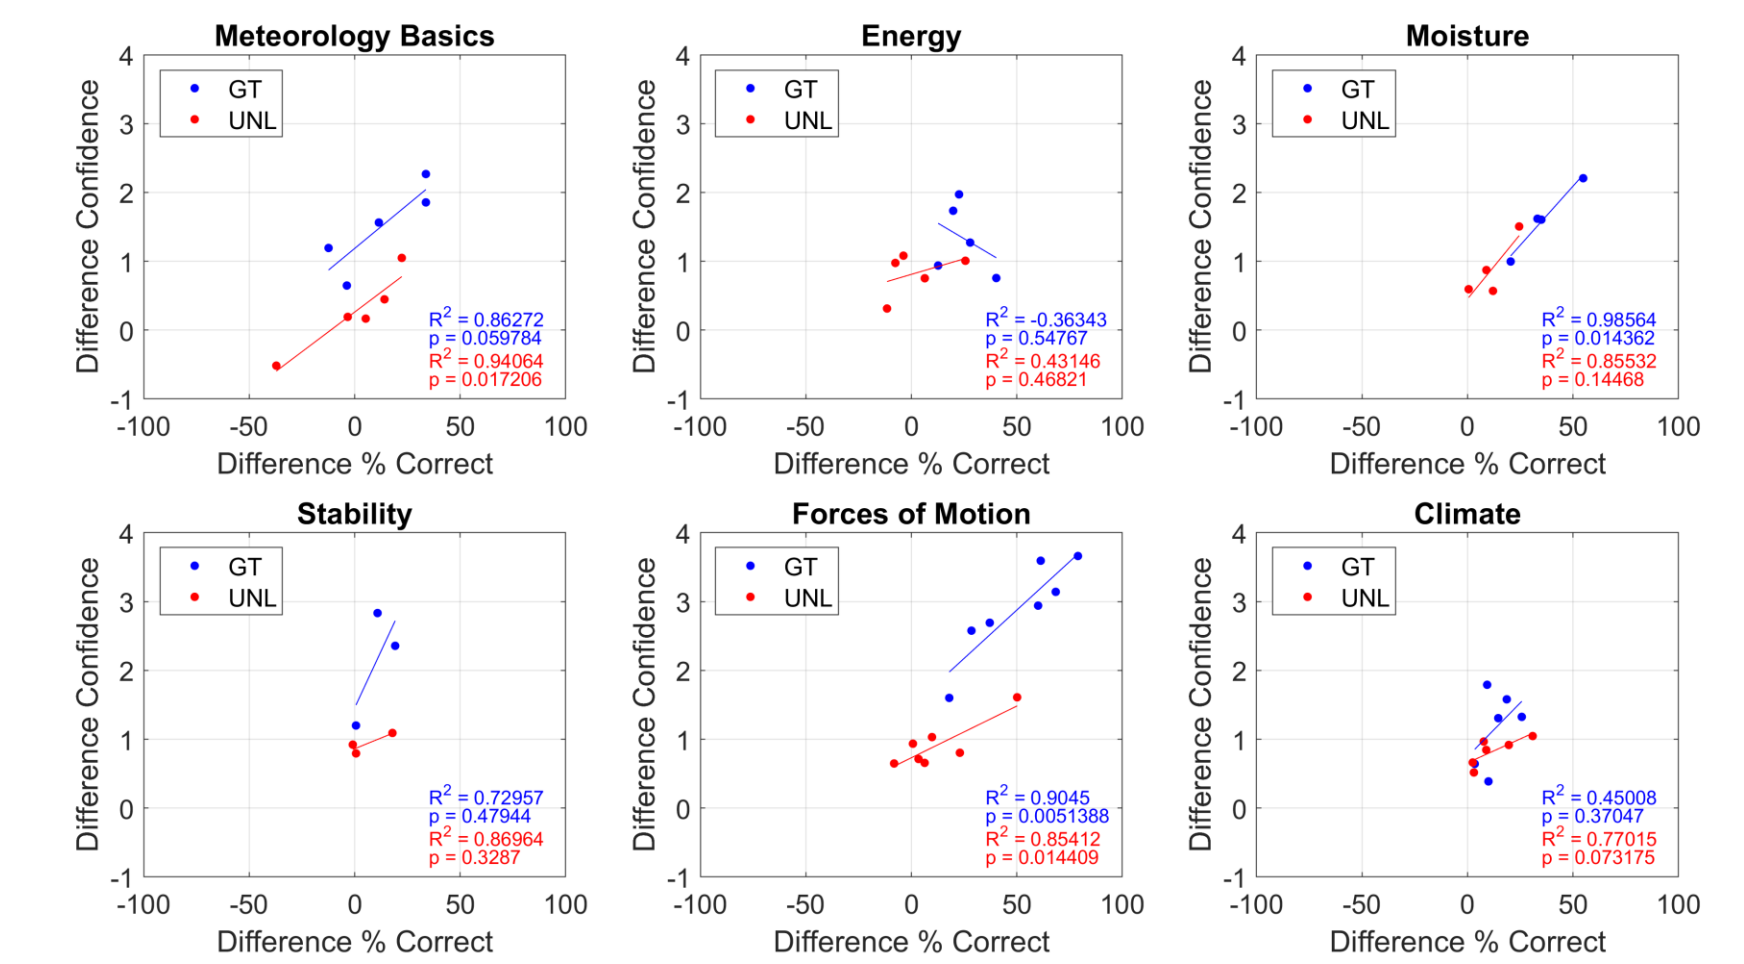 Meteorology Basics
4
3
2
1
0
-1
-100 -50 0 50 100
Difference Confidence
Difference % Correct
GT
UNL
R2 = 0.86272
p = 0.059784
R2 = 0.94064
p = 0.017206
Energy
4
3
2
1
0
-1
-100 -50 0 50 100
Difference Confidence
Difference % Correct
GT
UNL
R2 = -0.36343
p = 0.54767
R2 = 0.43146
p = 0.46821
Moisture
4
3
2
1
0
-1
-100 -50 0 50 100
Difference Confidence
Difference % Correct
GT
UNL
R2 = 0.98564
p = 0.014362
R2 = 0.85532
p = 0.14468
Stability
4
3
2
1
0
-1
-100 -50 0 50 100
Difference Confidence
Difference % Correct
GT
UNL
R2 = 0.72957
p = 0.47944
R2 = 0.86964
p = 0.3287
Forces of Motion
4
3
2
1
0
-1
-100 -50 0 50 100
Difference Confidence
Difference % Correct
GT
UNL
R2 = 0.9045
p = 0.0051388
R2 = 0.85412
p = 0.014409
Climate
4
3
2
1
0
-1
-100 -50 0 50 100
Difference Confidence
Difference % Correct
GT
UNL
R2 = 0.45008
p = 0.37047
R2 = 0.77015
p = 0.073175